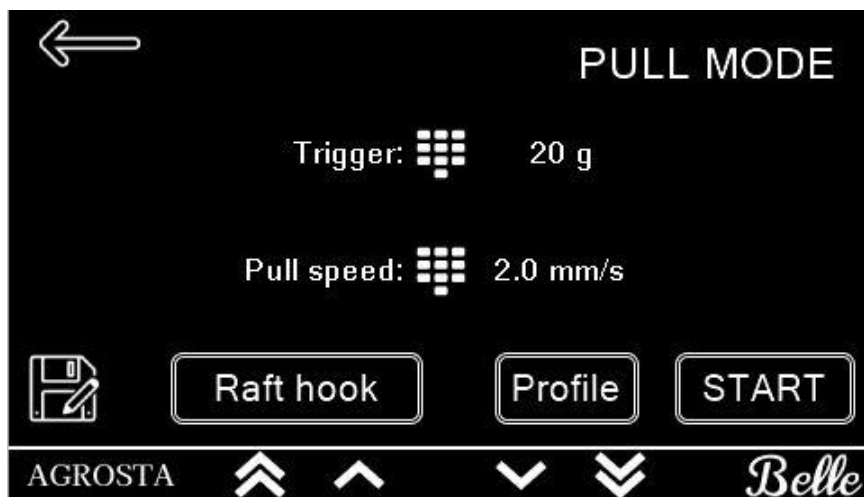 PULL MODE
Trigger: 20 g
Pull speed: 2.0 mm/s
Raft hook Profile START
AGROSTA Belle